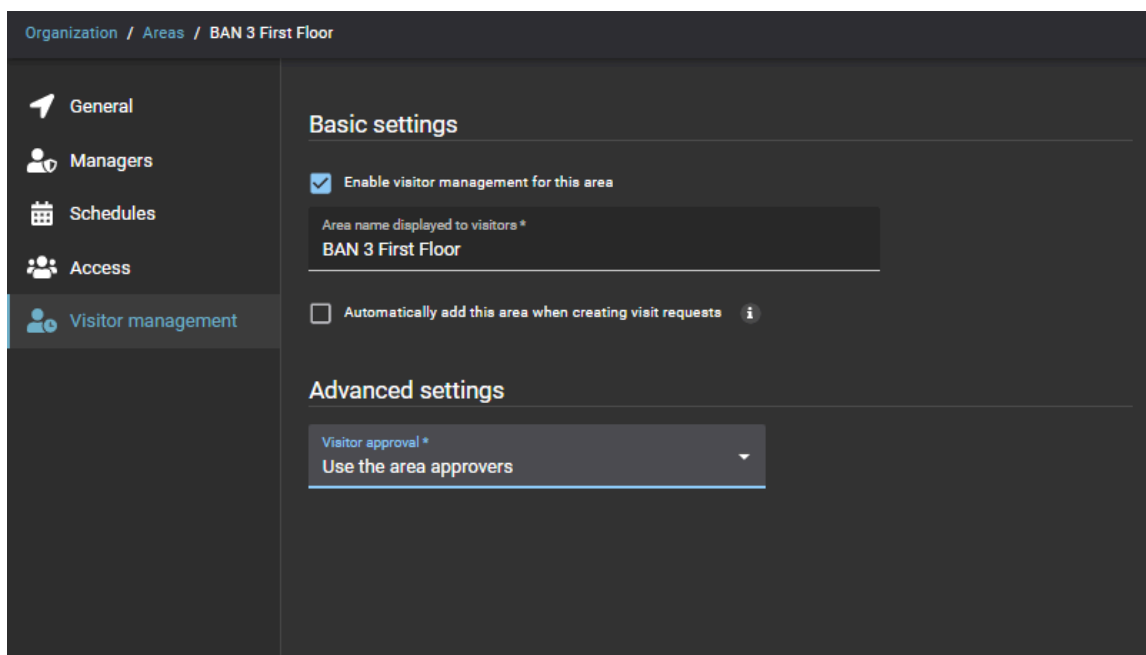 Organization / Areas / BAN 3 First Floor
General
Managers
Schedules
Access
Visitor management
Basic settings
Enable visitor management for this area
Area name displayed to visitors *
BAN 3 First Floor
Automatically add this area when creating visit requests i
Advanced settings
Visitor approval *
Use the area approvers